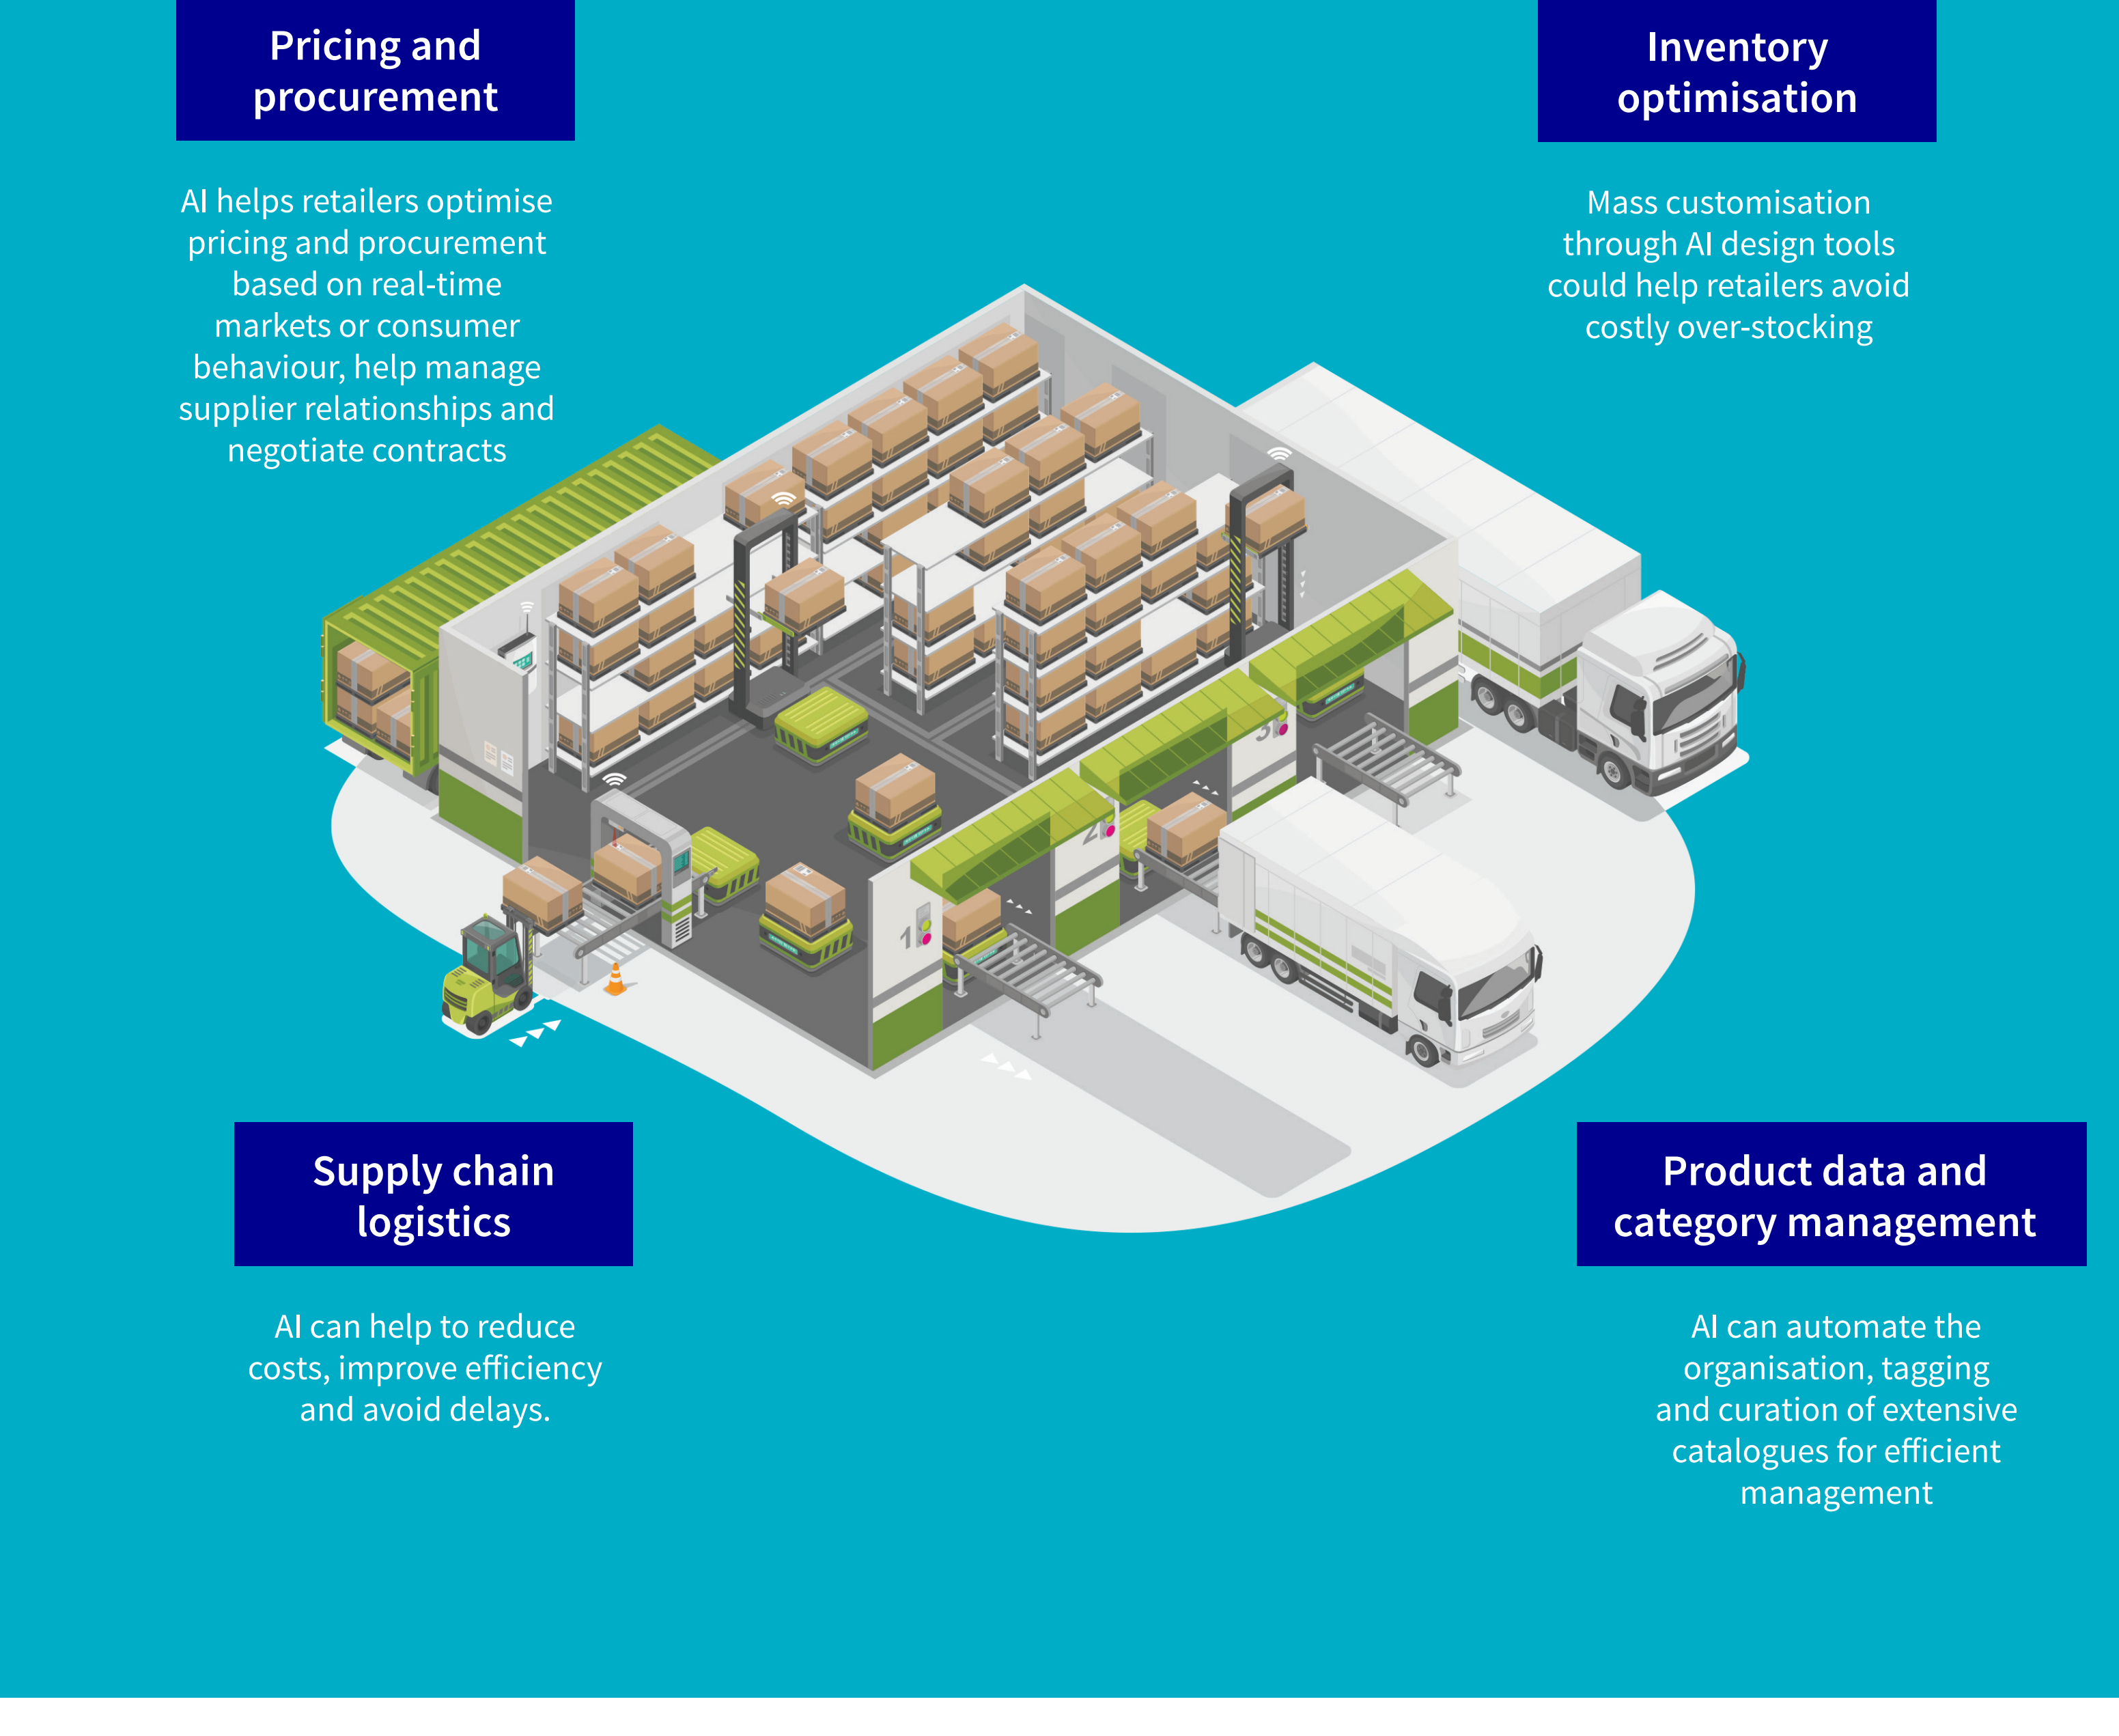 Pricing and
procurement
AI helps retailers optimise
pricing and procurement
based on real-time
markets or consumer
behaviour, help manage
supplier relationships and
negotiate contracts
Inventory
optimisation
Mass customisation
through AI design tools
could help retailers avoid
costly over-stocking
1
2
3
Supply chain
logistics
AI can help to reduce
costs, improve efficiency
and avoid delays.
Product data and
category management
AI can automate the
organisation, tagging
and curation of extensive
catalogues for efficient
management